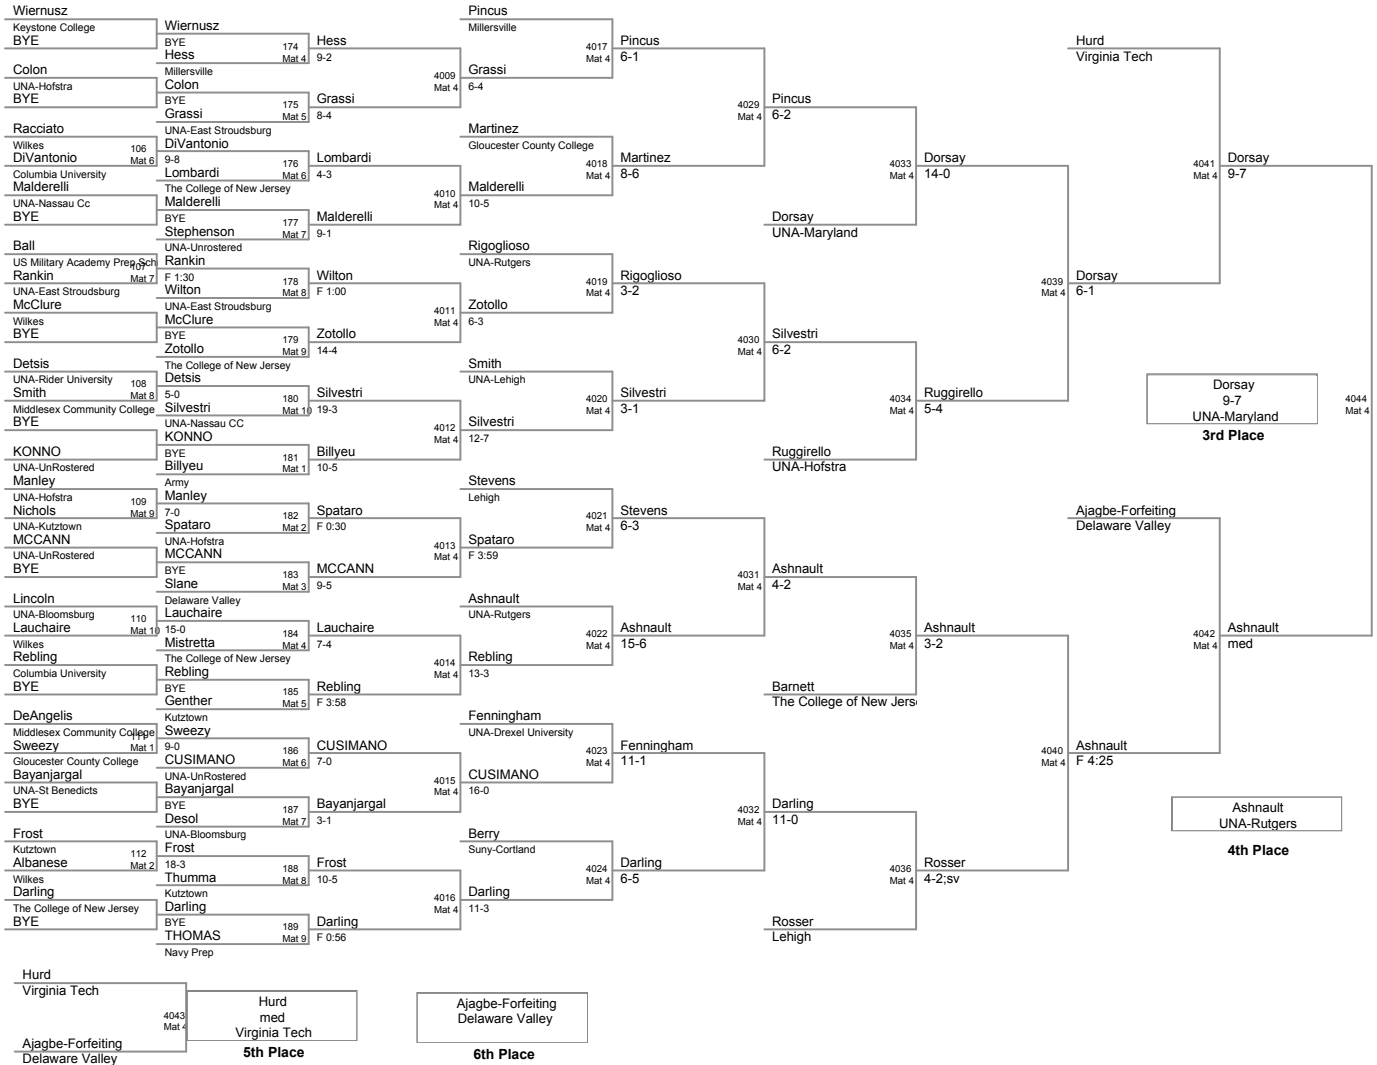 Wiernusz
Keystone College
BYE
Colon
UNA-Hofstra
BYE
Racciato
Wilkes
106
DiVantonio
Mat 6
Columbia University
Malderelli
UNA-Nassau Cc
BYE
Ball
US Military Academy Prep Sch
107
Rankin
Mat 7
UNA-East Stroudsburg
McClure
Wilkes
BYE
Detsis
UNA-Rider University
108
Smith
Mat 8
Middlesex Community College
BYE
KONNO
UNA-UnRostered
Manley
UNA-Hofstra
109
Nichols
Mat 9
UNA-Kutztown
MCCANN
UNA-UnRostered
BYE
Lincoln
UNA-Bloomsburg
110
Lauchaire
Mat 10
Wilkes
Rebling
Columbia University
BYE
DeAngelis
Middlesex Community College
111
Sweezy
Mat 1
Gloucester County College
Bayanjargal
UNA-St Benedicts
BYE
Frost
Kutztown
112
Albanese
Mat 2
Wilkes
Darling
The College of New Jersey
BYE
Wiernusz
BYE
174
Hess
Mat 4
Millersville
Colon
BYE
175
Grassi
Mat 5
UNA-East Stroudsburg
DiVantonio
9-8
176
Lombardi
Mat 6
The College of New Jersey
Malderelli
BYE
177
Stephenson
Mat 7
UNA-Unrostered
Rankin
F 1:30
178
Wilton
Mat 8
UNA-East Stroudsburg
McClure
BYE
179
Zotollo
Mat 9
The College of New Jersey
Detsis
5-0
180
Silvestri
Mat 10
UNA-Nassau CC
KONNO
BYE
181
Billyeu
Mat 1
Army
Manley
7-0
182
Spataro
Mat 2
UNA-Hofstra
MCCANN
BYE
183
Slane
Mat 3
Delaware Valley
Lauchaire
15-0
184
Mistretta
Mat 4
The College of New Jersey
Rebling
BYE
185
Genther
Mat 5
Kutztown
Sweezy
9-0
186
CUSIMANO
Mat 6
UNA-UnRostered
Bayanjargal
BYE
187
Desol
Mat 7
UNA-Bloomsburg
Frost
18-3
188
Thumma
Mat 8
Kutztown
Darling
BYE
189
THOMAS
Mat 9
Navy Prep
Hess
9-2
4009
Mat 4
Grassi
8-4
Lombardi
4-3
4010
Mat 4
Malderelli
9-1
Wilton
F 1:00
4011
Mat 4
Zotollo
14-4
Silvestri
19-3
4012
Mat 4
Billyeu
10-5
Spataro
F 0:30
4013
Mat 4
MCCANN
9-5
Lauchaire
7-4
4014
Mat 4
Rebling
F 3:58
CUSIMANO
7-0
4015
Mat 4
Bayanjargal
3-1
Frost
10-5
4016
Mat 4
Darling
F 0:56
Pincus
Millersville
4017
Mat 4
Grassi
6-4
Martinez
Gloucester County College
4018
Mat 4
Malderelli
10-5
Rigoglioso
UNA-Rutgers
4019
Mat 4
Zotollo
6-3
Smith
UNA-Lehigh
4020
Mat 4
Silvestri
12-7
Stevens
Lehigh
4021
Mat 4
Spataro
F 3:59
Ashnault
UNA-Rutgers
4022
Mat 4
Rebling
13-3
Fenningham
UNA-Drexel University
4023
Mat 4
CUSIMANO
16-0
Berry
Suny-Cortland
4024
Mat 4
Darling
11-3
Pincus
6-1
4029
Mat 4
Martinez
8-6
Rigoglioso
3-2
4030
Mat 4
Silvestri
3-1
Stevens
6-3
4031
Mat 4
Ashnault
15-6
Fenningham
11-1
4032
Mat 4
Darling
6-5
Pincus
6-2
4033
Mat 4
Dorsay
UNA-Maryland
Silvestri
6-2
4034
Mat 4
Ruggirello
UNA-Hofstra
Ashnault
4-2
4035
Mat 4
Barnett
The College of New Jerse
Darling
11-0
4036
Mat 4
Rosser
Lehigh
Dorsay
14-0
4039
Mat 4
Ruggirello
5-4
Ashnault
3-2
4040
Mat 4
Rosser
4-2;sv
Hurd
Virginia Tech
4041
Mat 4
Dorsay
6-1
Ajagbe-Forfeiting
Delaware Valley
4042
Mat 4
Ashnault
F 4:25
Dorsay
9-7
4044
Mat 4
Ashnault
med
Dorsay
9-7
UNA-Maryland
3rd Place
Ashnault
UNA-Rutgers
4th Place
Hurd
Virginia Tech
4043
Mat 4
Ajagbe-Forfeiting
Delaware Valley
Hurd
med
Virginia Tech
5th Place
Ajagbe-Forfeiting
Delaware Valley
6th Place